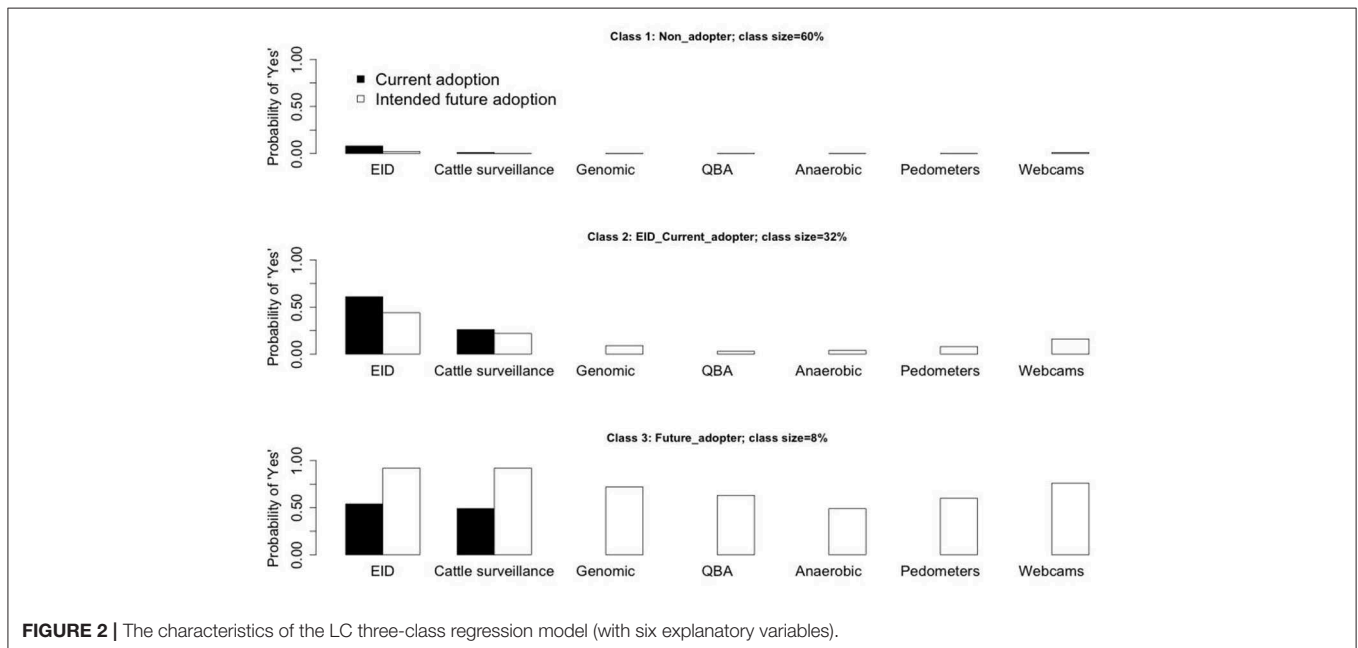 Class 1: Non_adopter; class size=60%
Probability of 'Yes'
1.00
0.50
0.00
Current adoption
Intended future adoption
EID Cattle surveillance Genomic QBA Anaerobic Pedometers Webcams
Class 2: EID_Current_adopter; class size=32%
Probability of 'Yes'
1.00
0.50
0.00
EID Cattle surveillance Genomic QBA Anaerobic Pedometers Webcams
Class 3: Future_adopter; class size=8%
Probability of 'Yes'
1.00
0.50
0.00
EID Cattle surveillance Genomic QBA Anaerobic Pedometers Webcams
FIGURE 2 | The characteristics of the LC three-class regression model (with six explanatory variables).